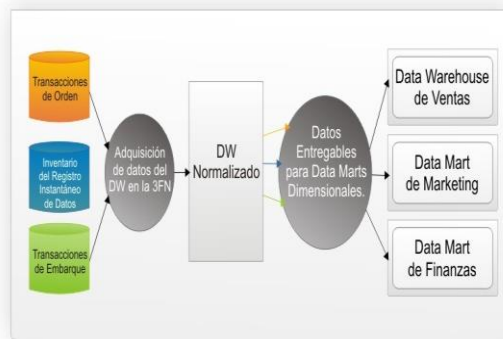 Transacciones
de Orden
Inventario
del Registro
Instantáneo
de Datos
Transacciones
de Embarque
Adquisición
de datos del
DW en la 3FN
DW
Normalizado
Datos
Entregables
para Data Marts
Dimensionales.
Data Warehouse
de Ventas
Data Mart
de Marketing
Data Mart
de Finanzas